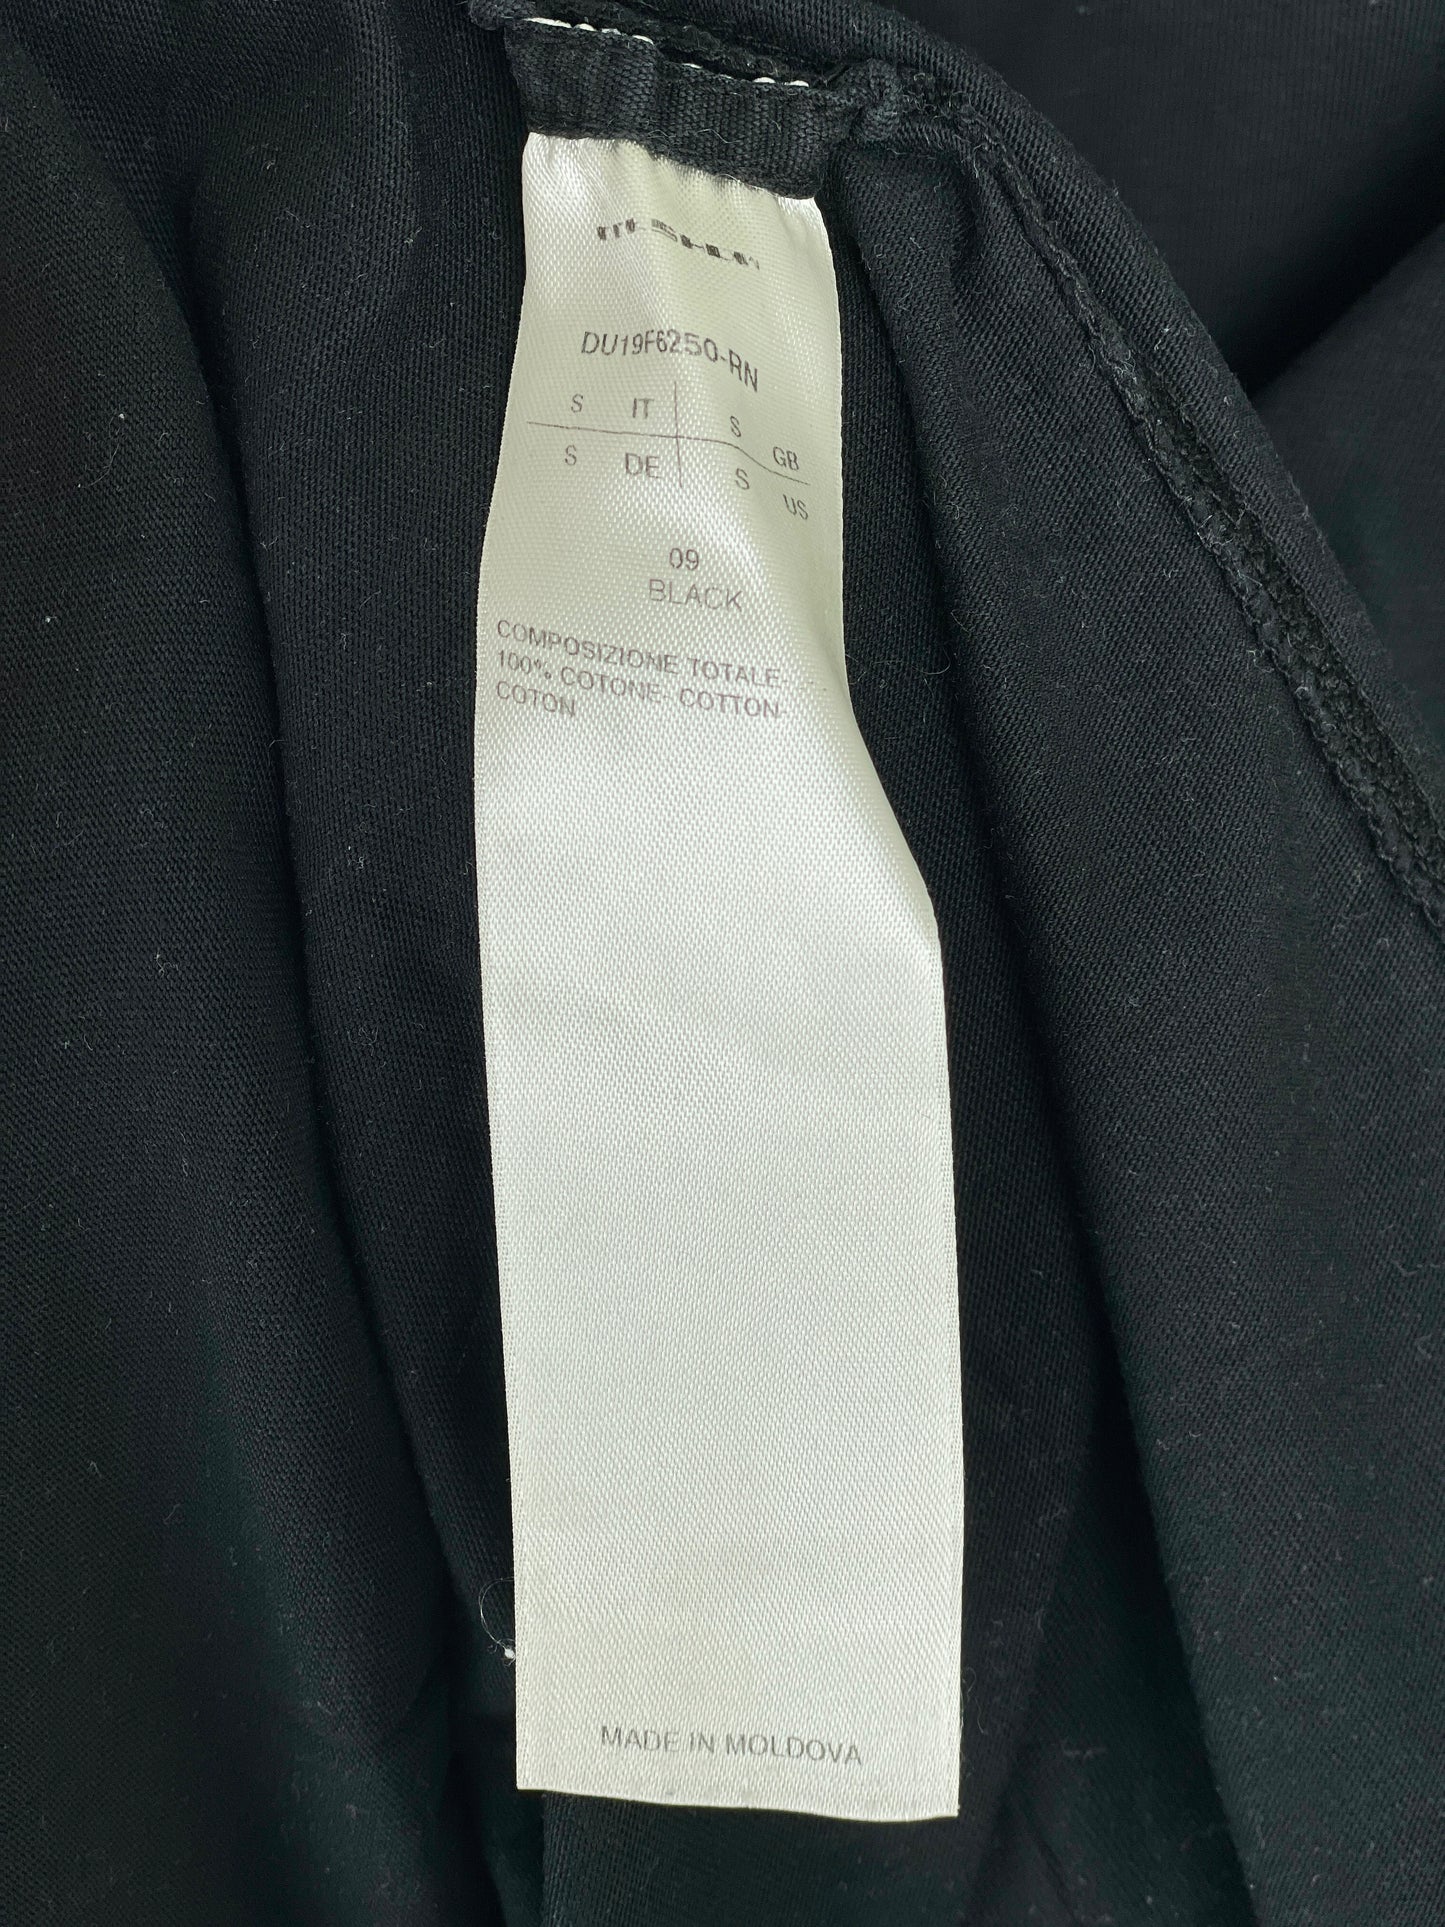 DU19F6250-RN
S IT S GB
S DE S US
09
BLACK
COMPOSIZIONE TOTALE:
100% COTONE- COTTON-
COTON
MADE IN MOLDOVA